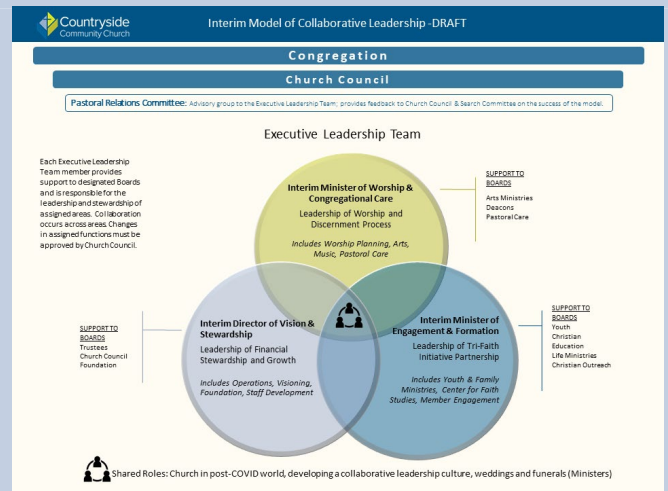 Countryside
Community Church
Interim Model of Collaborative Leadership -DRAFT
Congregation
Church Council
Pastoral Relations Committee: Advisory group to the Executive Leadership Team; provides feedback to Church Council & Search Committee on the success of the model.
Executive Leadership Team
Each Executive Leadership
Team member provides
support to designated Boards
and is responsible for the
leadership and stewardship of
assigned areas. Collaboration
occurs across areas. Changes
in assigned functions must be
approved by Church Council.
Interim Minister of Worship &
Congregational Care
Leadership of Worship and
Discernment Process
Includes Worship Planning, Arts,
Music, Pastoral Care
SUPPORT TO
BOARDS
Arts Ministries
Deacons
Pastoral Care
SUPPORT TO
BOARDS
Trustees
Church Council
Foundation
Interim Director of Vision &
Stewardship
Leadership of Financial
Stewardship and Growth
Includes Operations, Visioning,
Foundation, Staff Development
Interim Minister of
Engagement & Formation
Leadership of Tri-Faith
Initiative Partnership
Includes Youth & Family
Ministries, Center for Faith
Studies, Member Engagement
SUPPORT TO
BOARDS
Youth
Christian
Education
Life Ministries
Christian Outreach
Shared Roles: Church in post-COVID world, developing a collaborative leadership culture, weddings and funerals (Ministers)